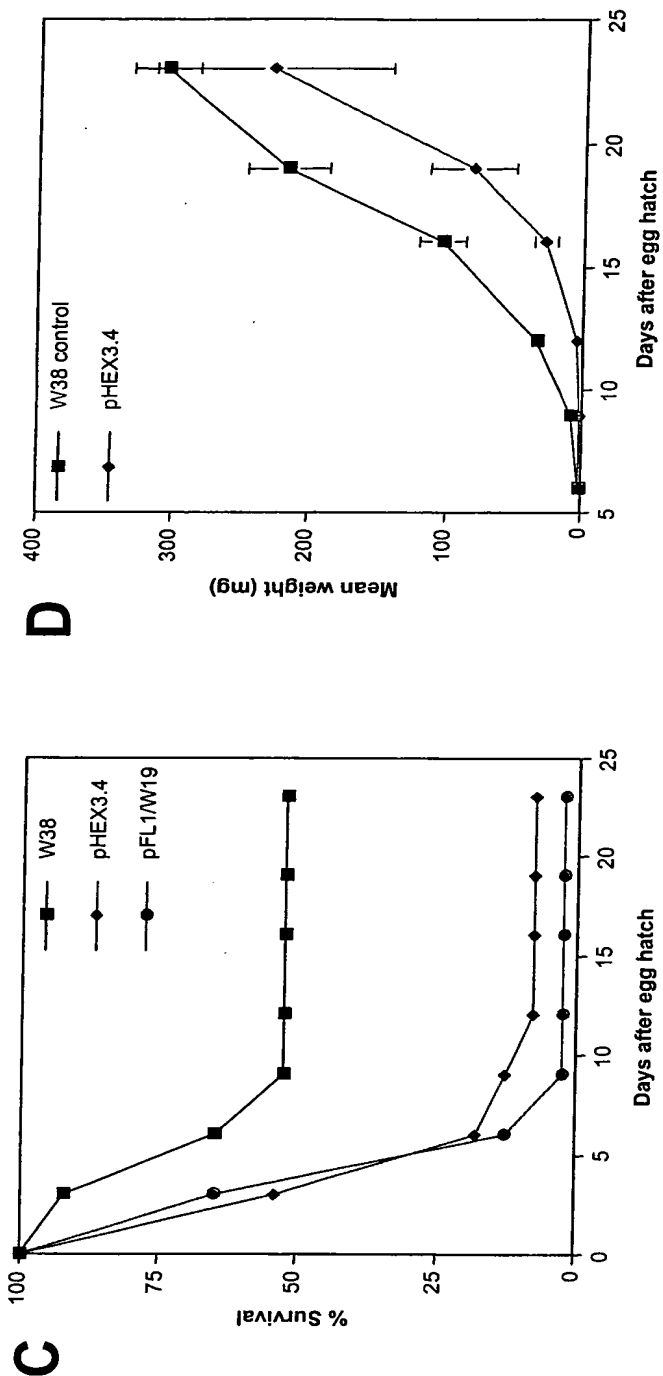 C
100
75
50
25
0
% Survival
0
5
10
15
20
25
Days after egg hatch
W38
pHEX3.4
pFL1/W19
D
400
300
200
100
0
Mean weight (mg)
5
10
15
20
25
Days after egg hatch
W38 control
pHEX3.4